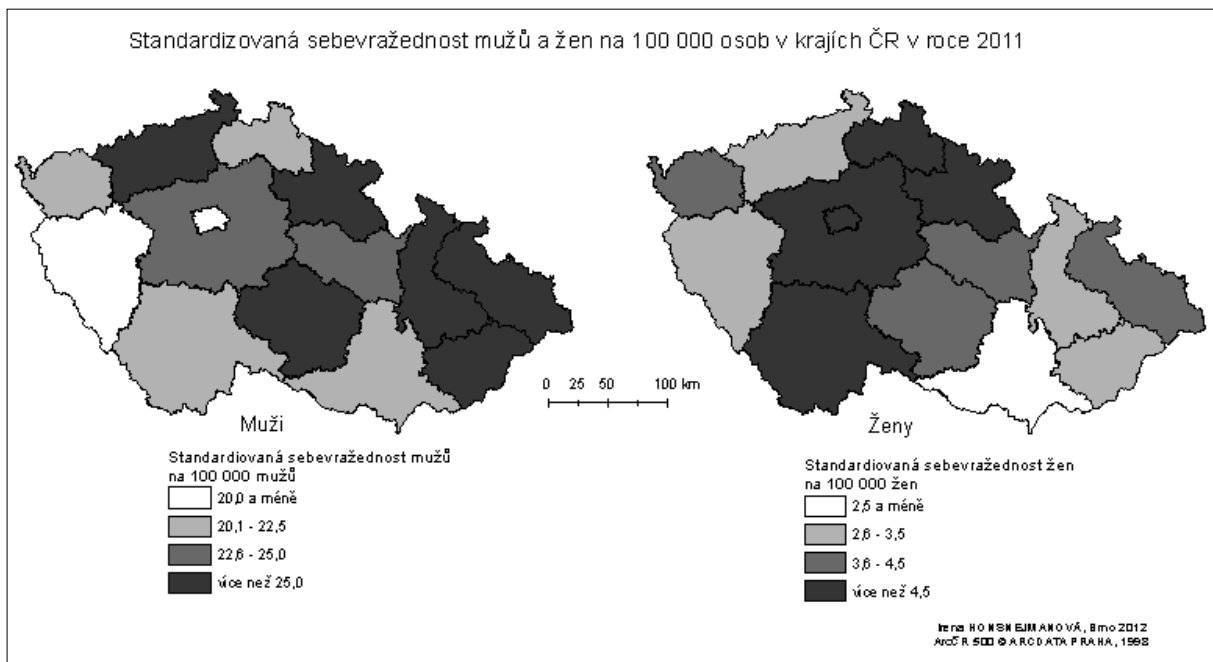 Standardizovaná sebevražednost mužů a žen na 100 000 osob v krajích ČR v roce 2011
0 25 50 100 km
Muži
Standardiovaná sebevražednost mužů
na 100 000 mužů
20,0 a méně
20,1 - 22,5
22,6 - 25,0
více než 25,0
Ženy
Standardiovaná sebevražednost žen
na 100 000 žen
2,5 a méně
2,6 - 3,5
3,6 - 4,5
více než 4,5
Irena HONSNEJMANOVÁ, Brno 2012
ArcČR 500 © ARCDATA PRAHA, 1998